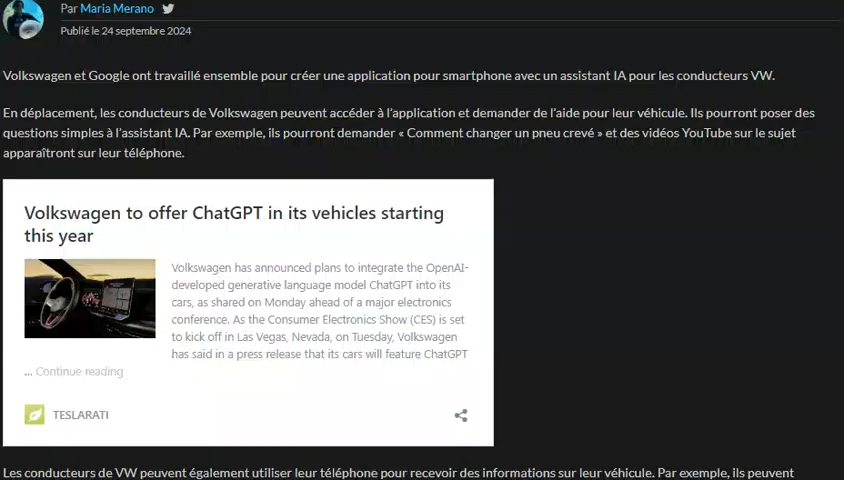 Par Maria Merano
Publié le 24 septembre 2024
Volkswagen et Google ont travaillé ensemble pour créer une application pour smartphone avec un assistant IA pour les conducteurs VW.
En déplacement, les conducteurs de Volkswagen peuvent accéder à l'application et demander de l'aide pour leur véhicule. Ils pourront poser des
questions simples à l'assistant IA. Par exemple, ils pourront demander « Comment changer un pneu crevé » et des vidéos YouTube sur le sujet
apparaîtront sur leur téléphone.
Volkswagen to offer ChatGPT in its vehicles starting
this year
Volkswagen has announced plans to integrate the OpenAI-
developed generative language model ChatGPT into its
cars, as shared on Monday ahead of a major electronics
conference. As the Consumer Electronics Show (CES) is set
to kick off in Las Vegas, Nevada, on Tuesday, Volkswagen
has said in a press release that its cars will feature ChatGPT
... Continue reading
TESLARATI
Les conducteurs de VW peuvent également utiliser leur téléphone pour recevoir des informations sur leur véhicule. Par exemple, ils peuvent